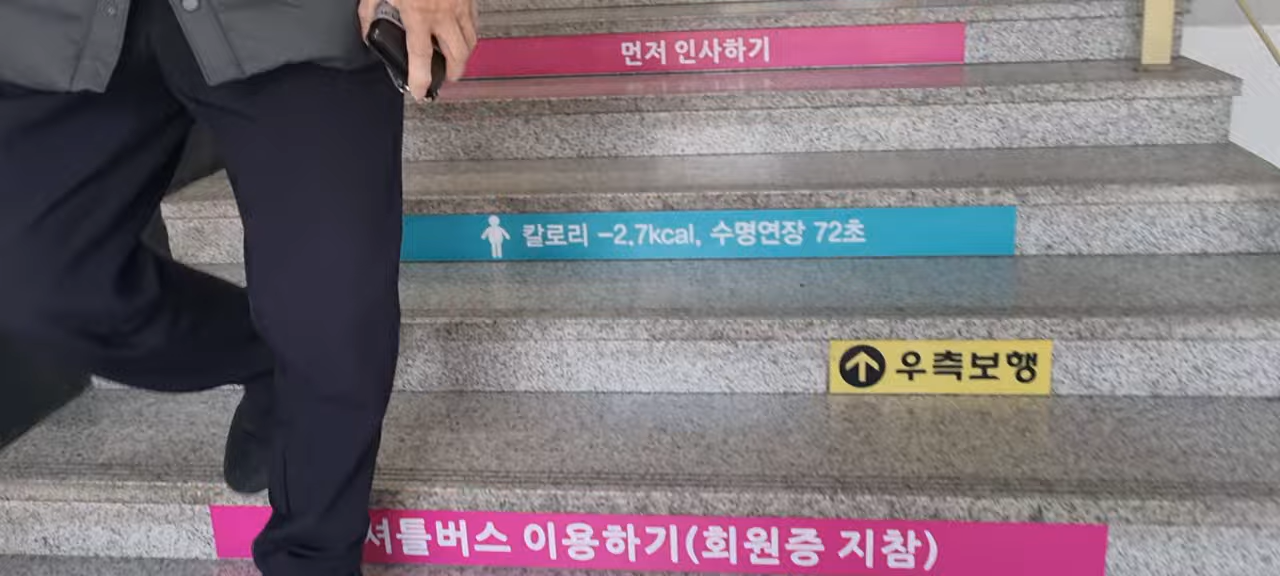 먼저 인사하기
칼로리 -2.7kcal, 수명연장 72초
우측보행
셔틀버스 이용하기(회원증 지참)